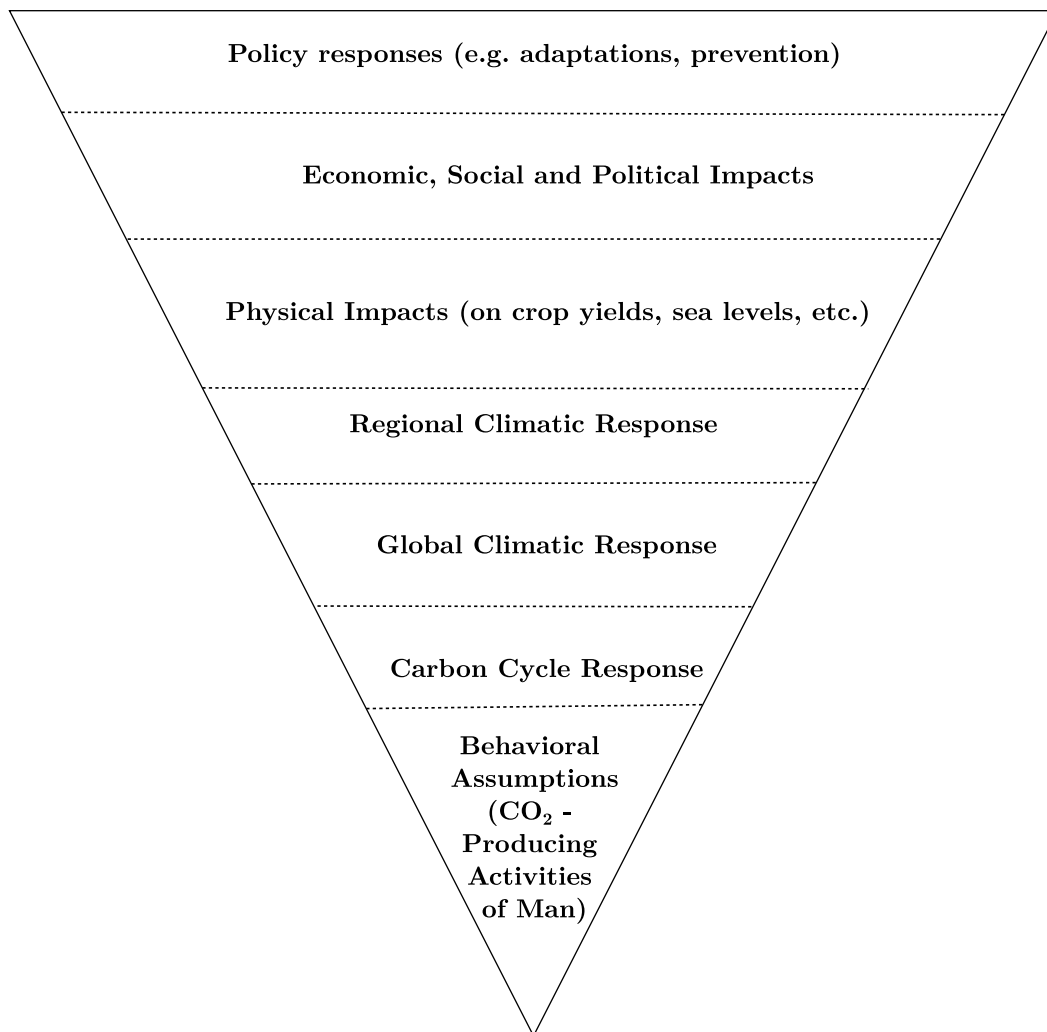 Policy responses (e.g. adaptations, prevention)
Economic, Social and Political Impacts
Physical Impacts (on crop yields, sea levels, etc.)
Regional Climatic Response
Global Climatic Response
Carbon Cycle Response
Behavioral
Assumptions
(CO₂ -
Producing
Activities
of Man)